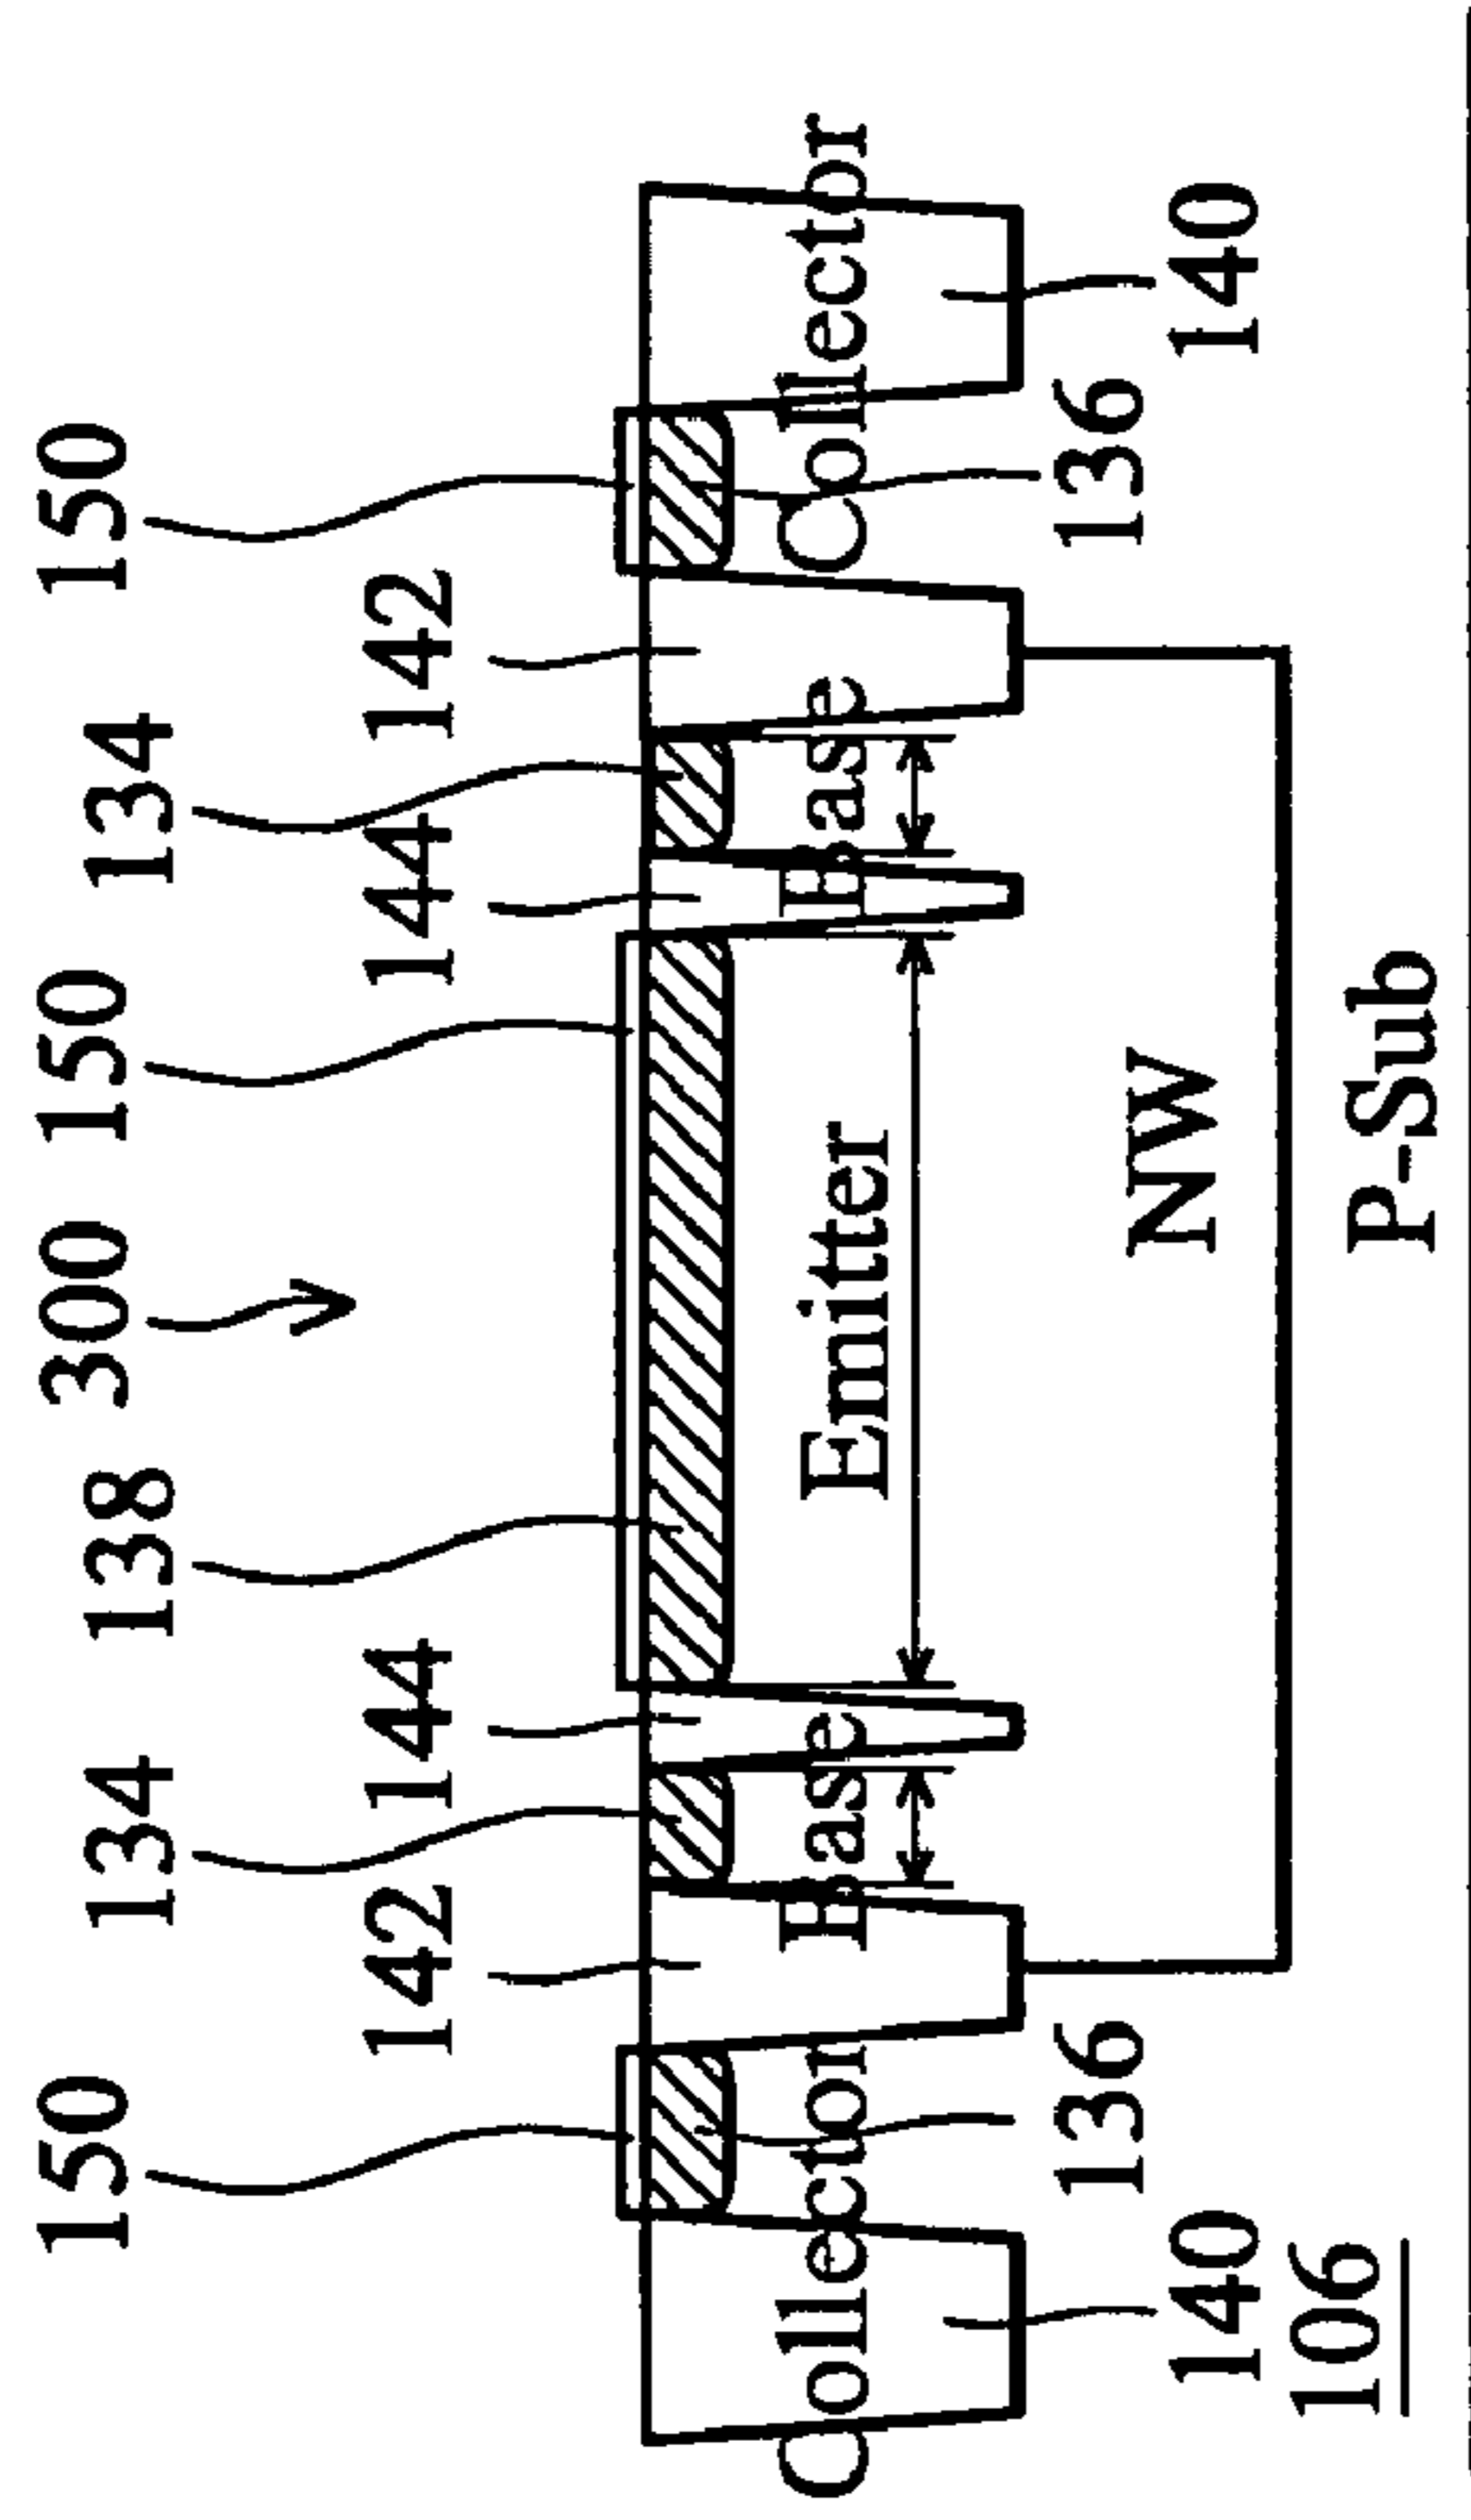 150 134 138 300 150 134 150
142 144 144 142
Collector Base Emitter Base Collector
136 136
140 NW 140
106 P-Sub